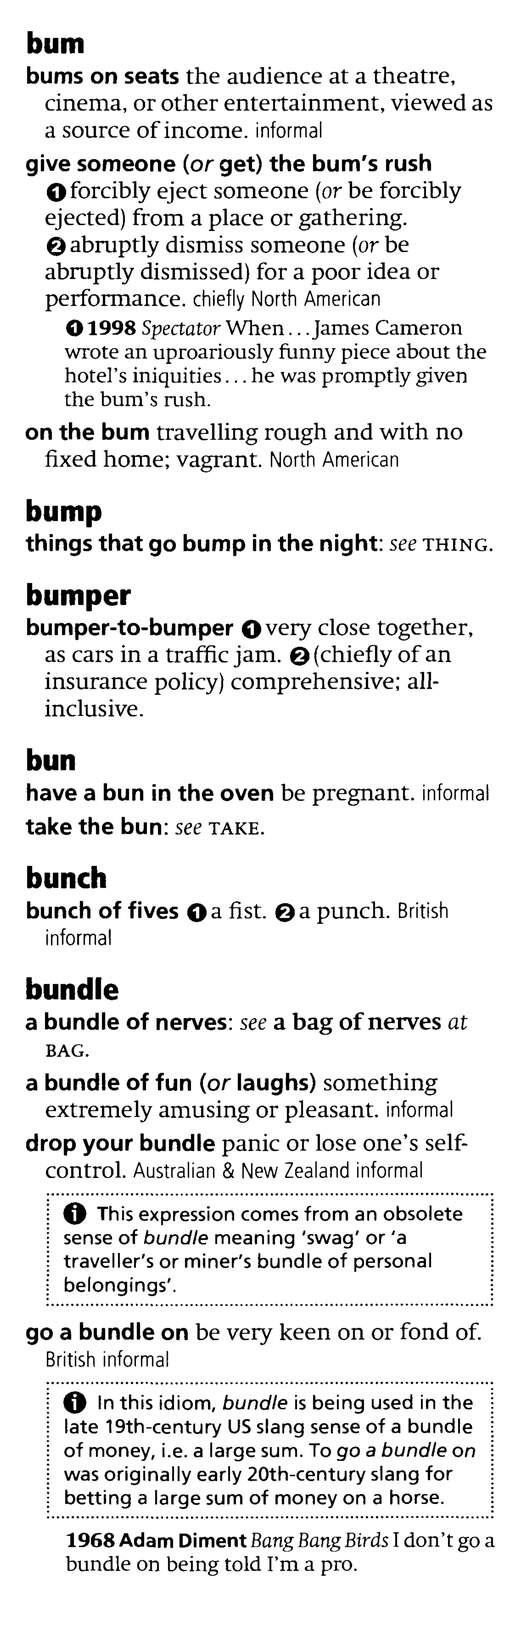 bum
bums on seats the audience at a theatre,
cinema, or other entertainment, viewed as
a source of income. informal
give someone (or get) the bum's rush
❶ forcibly eject someone (or be forcibly
ejected) from a place or gathering.
❷ abruptly dismiss someone (or be
abruptly dismissed) for a poor idea or
performance. chiefly North American
❶ 1998 Spectator When...James Cameron
wrote an uproariously funny piece about the
hotel's iniquities...he was promptly given
the bum's rush.
on the bum travelling rough and with no
fixed home; vagrant. North American
bump
things that go bump in the night: see THING.
bumper
bumper-to-bumper ❶ very close together,
as cars in a traffic jam. ❷ (chiefly of an
insurance policy) comprehensive; all-
inclusive.
bun
have a bun in the oven be pregnant. informal
take the bun: see TAKE.
bunch
bunch of fives ❶ a fist. ❷ a punch. British
informal
bundle
a bundle of nerves: see a bag of nerves at
BAG.
a bundle of fun (or laughs) something
extremely amusing or pleasant. informal
drop your bundle panic or lose one's self-
control. Australian & New Zealand informal
i This expression comes from an obsolete
sense of bundle meaning 'swag' or 'a
traveller's or miner's bundle of personal
belongings'.
go a bundle on be very keen on or fond of.
British informal
i In this idiom, bundle is being used in the
late 19th-century US slang sense of a bundle
of money, i.e. a large sum. To go a bundle on
was originally early 20th-century slang for
betting a large sum of money on a horse.
1968 Adam Diment Bang Bang Birds I don't go a
bundle on being told I'm a pro.